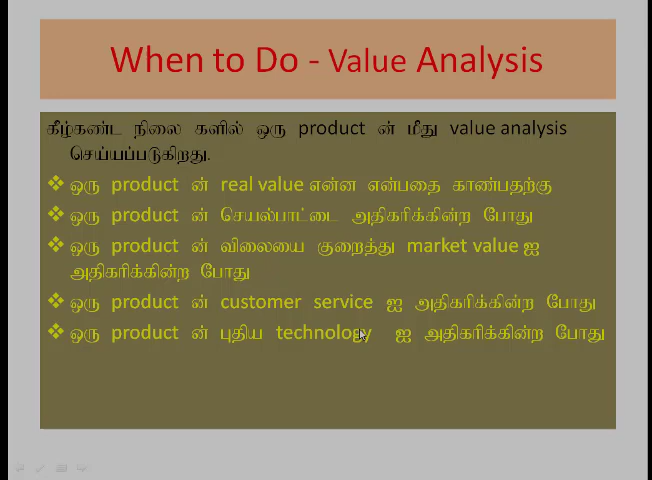 When to Do - Value Analysis
கீழ்கண்ட நிலை களில் ஒரு product ன் மீது value analysis
செய்யப்படுகிறது.
❖ ஒரு product ன் real value என்ன என்பதை காண்பதற்கு
❖ ஒரு product ன் செயல்பாட்டை அதிகரிக்கின்ற போது
❖ ஒரு product ன் விலையை குறைத்து market value ஐ
அதிகரிக்கின்ற போது
❖ ஒரு product ன் customer service ஐ அதிகரிக்கின்ற போது
❖ ஒரு product ன் புதிய technology ஐ அதிகரிக்கின்ற போது